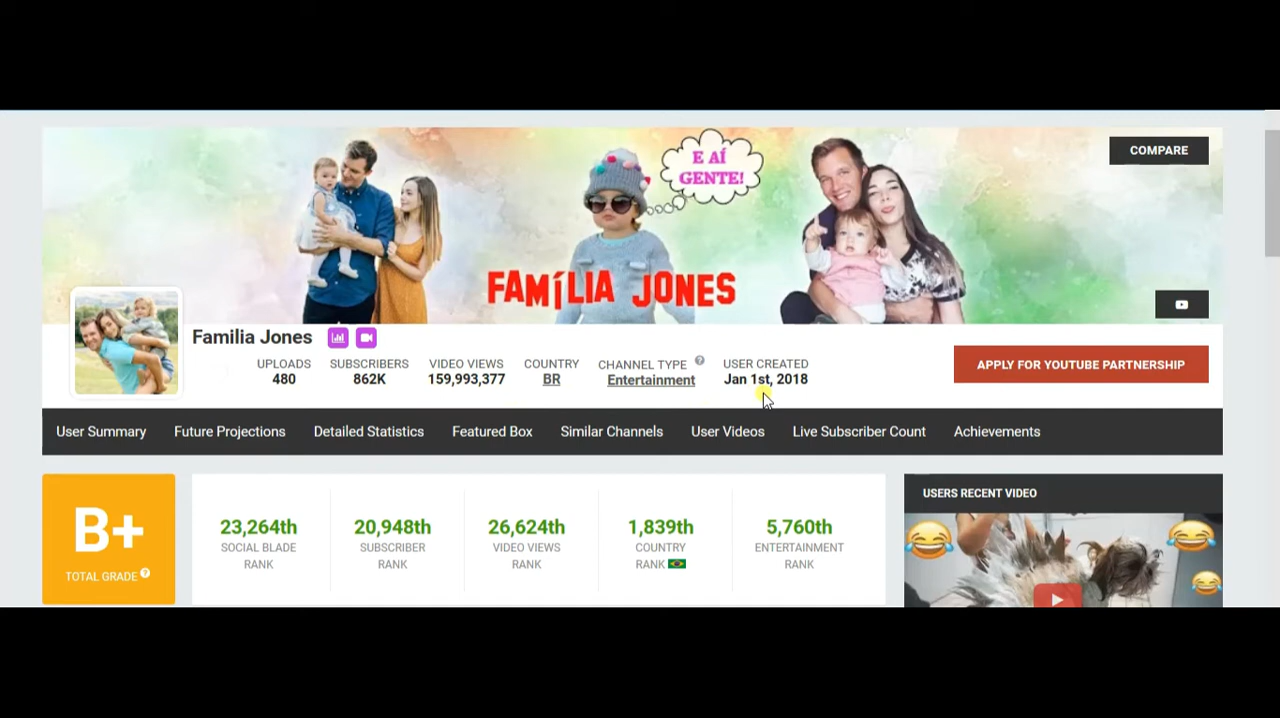 COMPARE
E AÍ
GENTE!
FAMÍLIA JONES
Familia Jones
UPLOADS
480
SUBSCRIBERS
862K
VIDEO VIEWS
159,993,377
COUNTRY
BR
CHANNEL TYPE ?
Entertainment
USER CREATED
Jan 1st, 2018
APPLY FOR YOUTUBE PARTNERSHIP
User Summary
Future Projections
Detailed Statistics
Featured Box
Similar Channels
User Videos
Live Subscriber Count
Achievements
B+
TOTAL GRADE ?
23,264th
SOCIAL BLADE
RANK
20,948th
SUBSCRIBER
RANK
26,624th
VIDEO VIEWS
RANK
1,839th
COUNTRY
RANK
5,760th
ENTERTAINMENT
RANK
USERS RECENT VIDEO